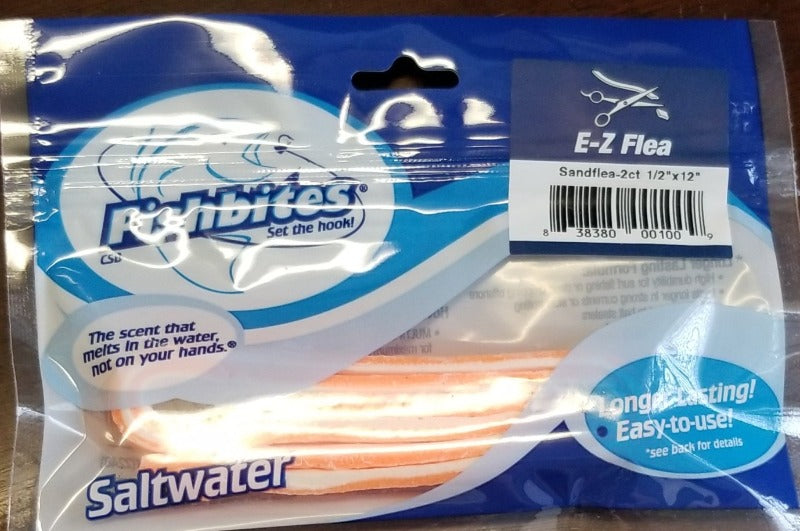 E-Z Flea
Sandflea-2ct 1/2"x12"
8 38380 00100 9
Fishbites®
Set the hook!
CSB
The scent that
melts in the water,
not on your hands.®
Longer Lasting!
Easy-to-use!
*see back for details
Saltwater